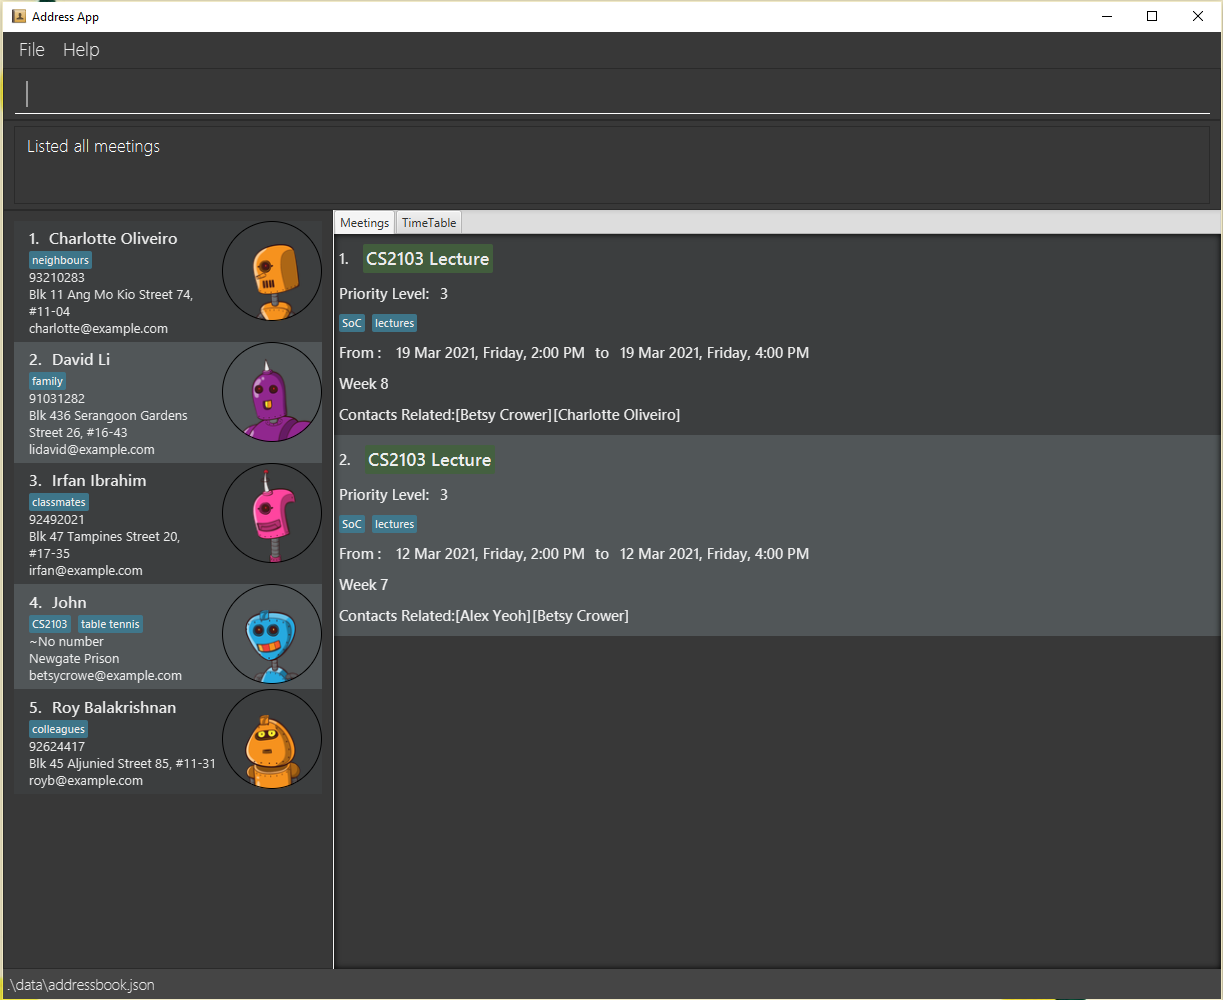 Address App
File Help
Listed all meetings
1. Charlotte Oliveiro
neighbours
93210283
Blk 11 Ang Mo Kio Street 74,
#11-04
charlotte@example.com
2. David Li
family
91031282
Blk 436 Serangoon Gardens
Street 26, #16-43
lidavid@example.com
3. Irfan Ibrahim
classmates
92492021
Blk 47 Tampines Street 20,
#17-35
irfan@example.com
4. John
CS2103 table tennis
~No number
Newgate Prison
betsycrowe@example.com
5. Roy Balakrishnan
colleagues
92624417
Blk 45 Aljunied Street 85, #11-31
royb@example.com
Meetings TimeTable
1. CS2103 Lecture
Priority Level: 3
SoC lectures
From : 19 Mar 2021, Friday, 2:00 PM to 19 Mar 2021, Friday, 4:00 PM
Week 8
Contacts Related:[Betsy Crower][Charlotte Oliveiro]
2. CS2103 Lecture
Priority Level: 3
SoC lectures
From : 12 Mar 2021, Friday, 2:00 PM to 12 Mar 2021, Friday, 4:00 PM
Week 7
Contacts Related:[Alex Yeoh][Betsy Crower]
.\data\addressbook.json